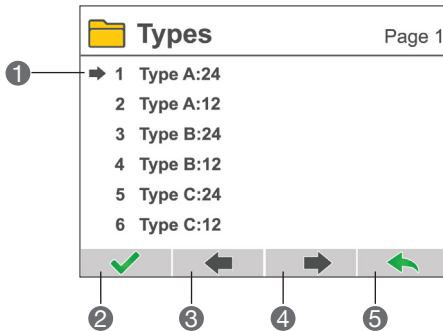 Types Page 1
1 1 Type A:24
2 Type A:12
3 Type B:24
4 Type B:12
5 Type C:24
6 Type C:12
2 3 4 5